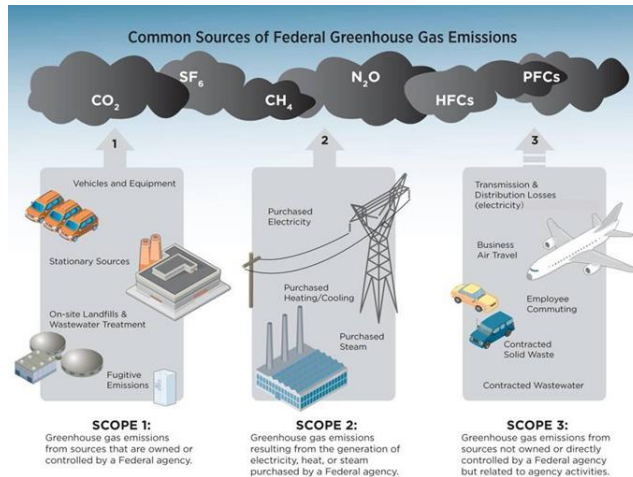 Common Sources of Federal Greenhouse Gas Emissions
CO₂
SF₆
CH₄
N₂O
HFCs
PFCs
1
Vehicles and Equipment
Stationary Sources
On-site Landfills &
Wastewater Treatment
Fugitive
Emissions
2
Purchased
Electricity
Purchased
Heating/Cooling
Purchased
Steam
3
Transmission &
Distribution Losses
(electricity)
Business
Air Travel
Employee
Commuting
Contracted
Solid Waste
Contracted Wastewater
SCOPE 1:
Greenhouse gas emissions
from sources that are owned or
controlled by a Federal agency.
SCOPE 2:
Greenhouse gas emissions
resulting from the generation of
electricity, heat, or steam
purchased by a Federal agency.
SCOPE 3:
Greenhouse gas emissions from
sources not owned or directly
controlled by a Federal agency
but related to agency activities.